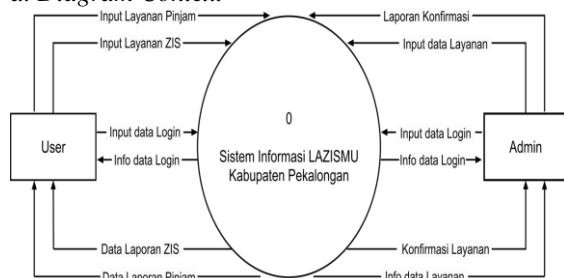 a. Diagram Context
Input Layanan Pinjam
Laporan Konfirmasi
Input Layanan ZIS
Input data Layanan
0
User
Input data Login
Info data Login
Sistem Informasi LAZISMU
Kabupaten Pekalongan
Input data Login
Info data Login
Admin
Data Laporan ZIS
Konfirmasi Layanan
Data Laporan Pinjam
Info data Layanan